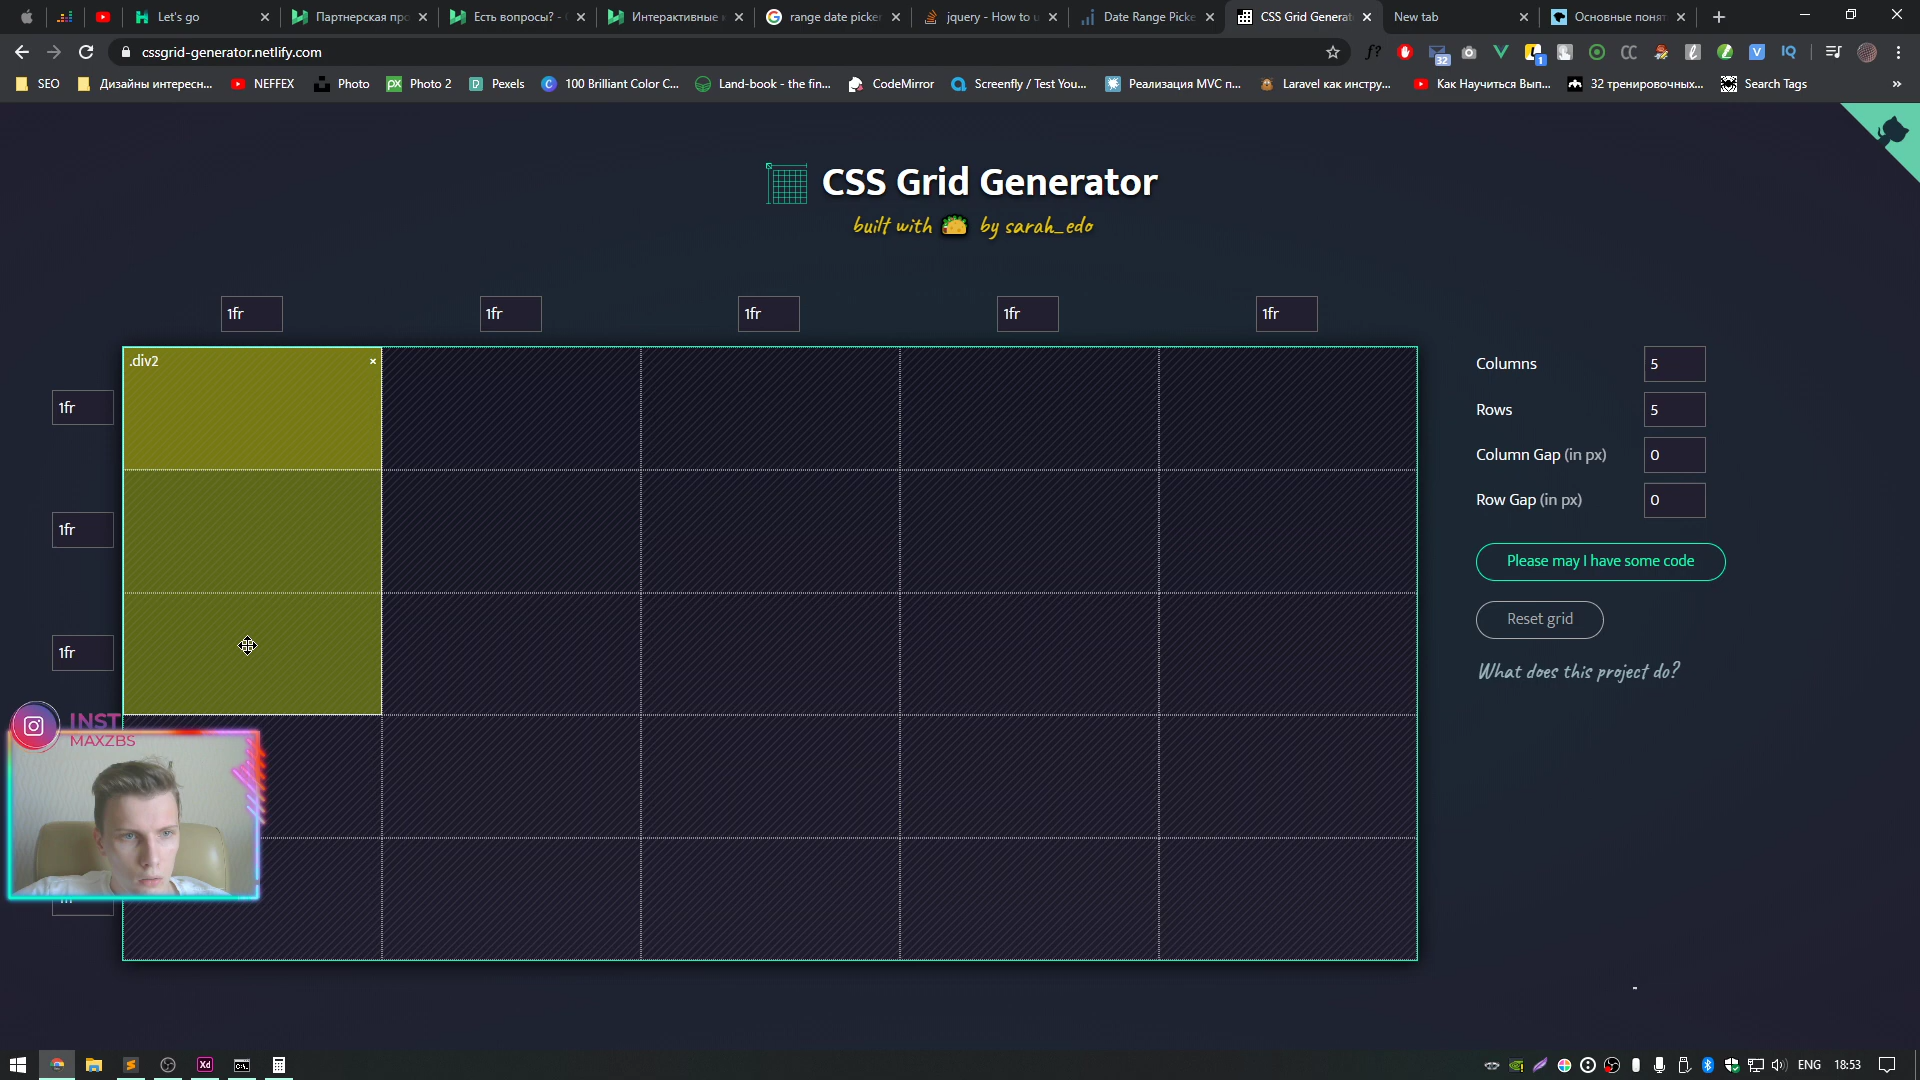 Let's go
Партнерская пр
Есть вопросы? -
Интерактивные
range date picker
jquery - How to u
Date Range Picke
CSS Grid Generat
New tab
Основные понят
cssgrid-generator.netlify.com
SEO
Дизайны интересн...
NEFFEX
Photo
Photo 2
Pexels
100 Brilliant Color C...
Land-book - the fin...
CodeMirror
Screenfly / Test You...
Реализация MVC п...
Laravel как инстру...
Как Научиться Вып...
32 тренировочных...
Search Tags
CSS Grid Generator
built with by sarah_edo
1fr 1fr 1fr 1fr 1fr
.div2 ×
1fr
1fr
1fr
Columns 5
Rows 5
Column Gap (in px) 0
Row Gap (in px) 0
Please may I have some code
Reset grid
What does this project do?
INST
MAXZBS
ENG 18:53